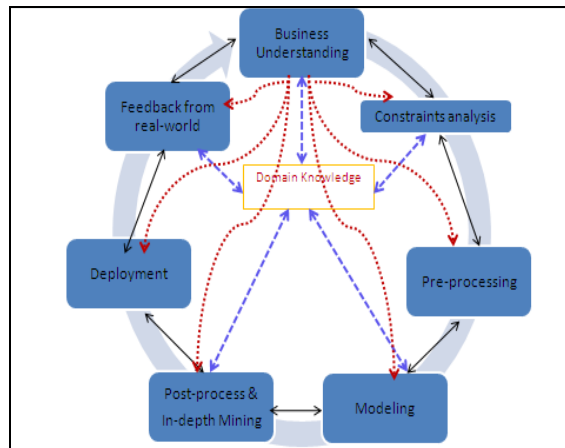 Business
Understanding
Feedback from
real-world
Constraints analysis
Domain Knowledge
Deployment
Pre-processing
Post-process &
In-depth Mining
Modeling